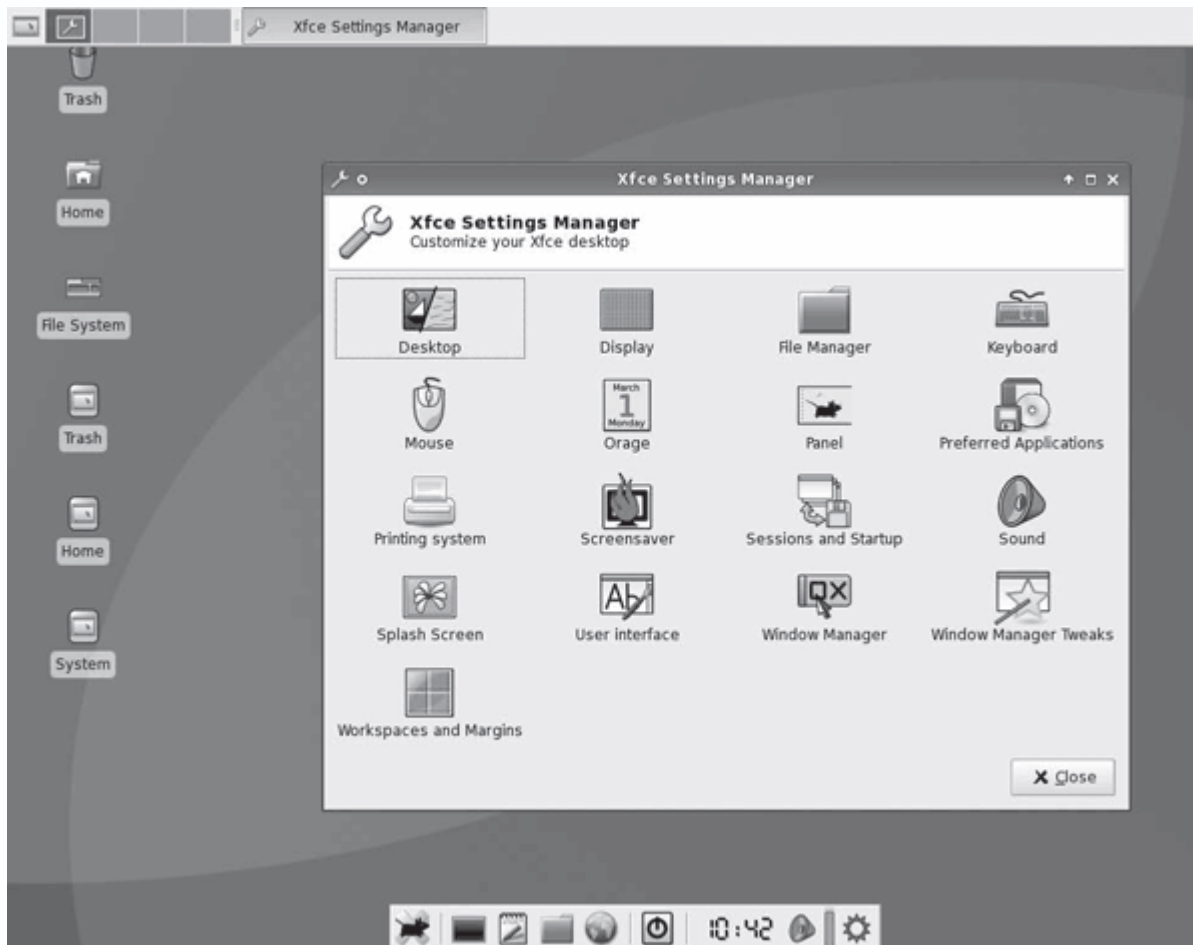 Xfce Settings Manager
Trash
Home
File System
Trash
Home
System
Xfce Settings Manager
Xfce Settings Manager
Customize your Xfce desktop
Desktop
Display
File Manager
Keyboard
Mouse
March
1
Monday
Orage
Panel
Preferred Applications
Printing system
Screensaver
Sessions and Startup
Sound
Splash Screen
User interface
Window Manager
Window Manager Tweaks
Workspaces and Margins
Close
10:42